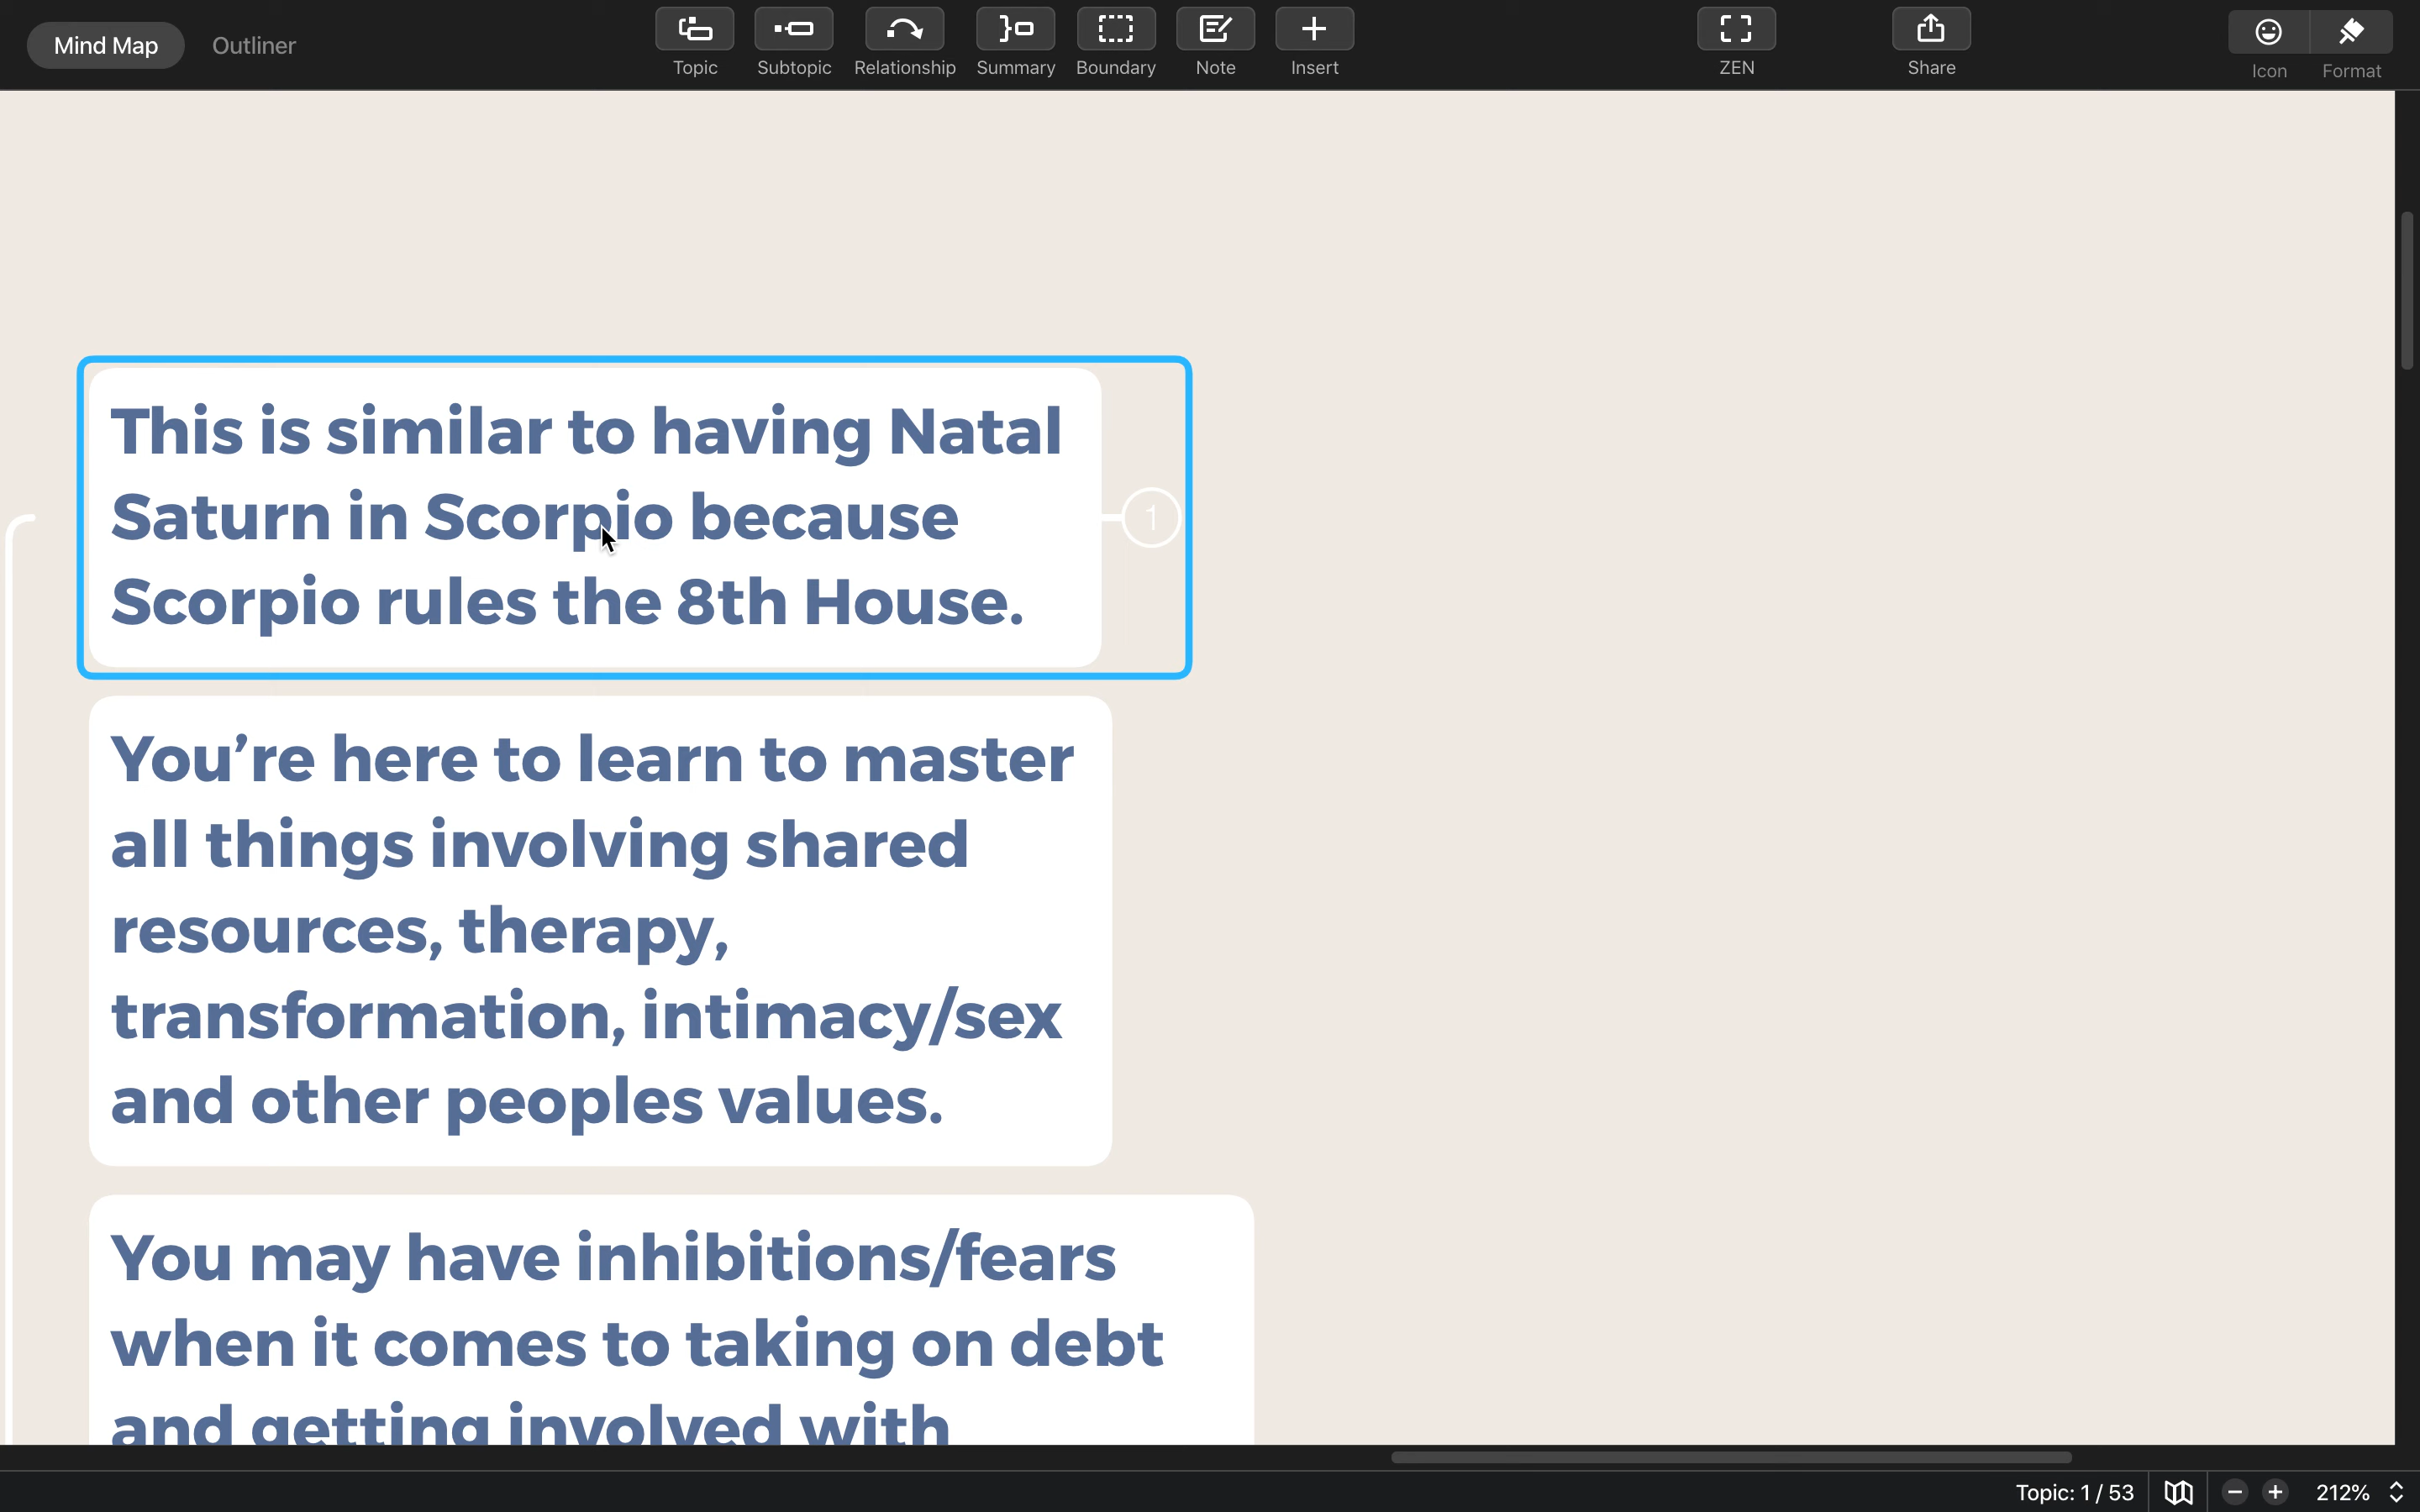 Mind Map
Outliner
Topic
Subtopic
Relationship
Summary
Boundary
Note
Insert
ZEN
Share
Icon
Format
This is similar to having Natal
Saturn in Scorpio because
Scorpio rules the 8th House.
1
You’re here to learn to master
all things involving shared
resources, therapy,
transformation, intimacy/sex
and other peoples values.
You may have inhibitions/fears
when it comes to taking on debt
and getting involved with
Topic: 1 / 53
212%